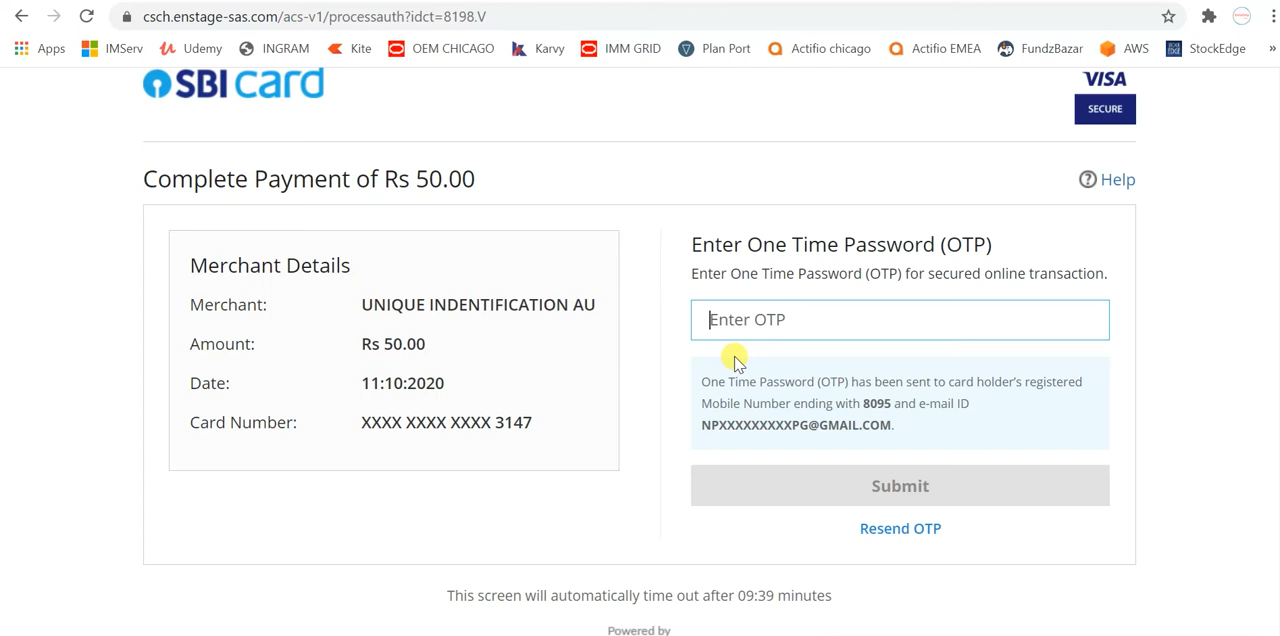 csch.enstage-sas.com/acs-v1/processauth?idct=8198.V
Apps IMServ Udemy INGRAM Kite OEM CHICAGO Karvy IMM GRID Plan Port Actifio chicago Actifio EMEA FundzBazar AWS StockEdge »
SBI card
VISA
SECURE
Complete Payment of Rs 50.00
Help
Merchant Details
Merchant: UNIQUE INDENTIFICATION AU
Amount: Rs 50.00
Date: 11:10:2020
Card Number: XXXX XXXX XXXX 3147
Enter One Time Password (OTP)
Enter One Time Password (OTP) for secured online transaction.
Enter OTP
One Time Password (OTP) has been sent to card holder's registered
Mobile Number ending with 8095 and e-mail ID
NPXXXXXXXXXPG@GMAIL.COM.
Submit
Resend OTP
This screen will automatically time out after 09:39 minutes
Powered by